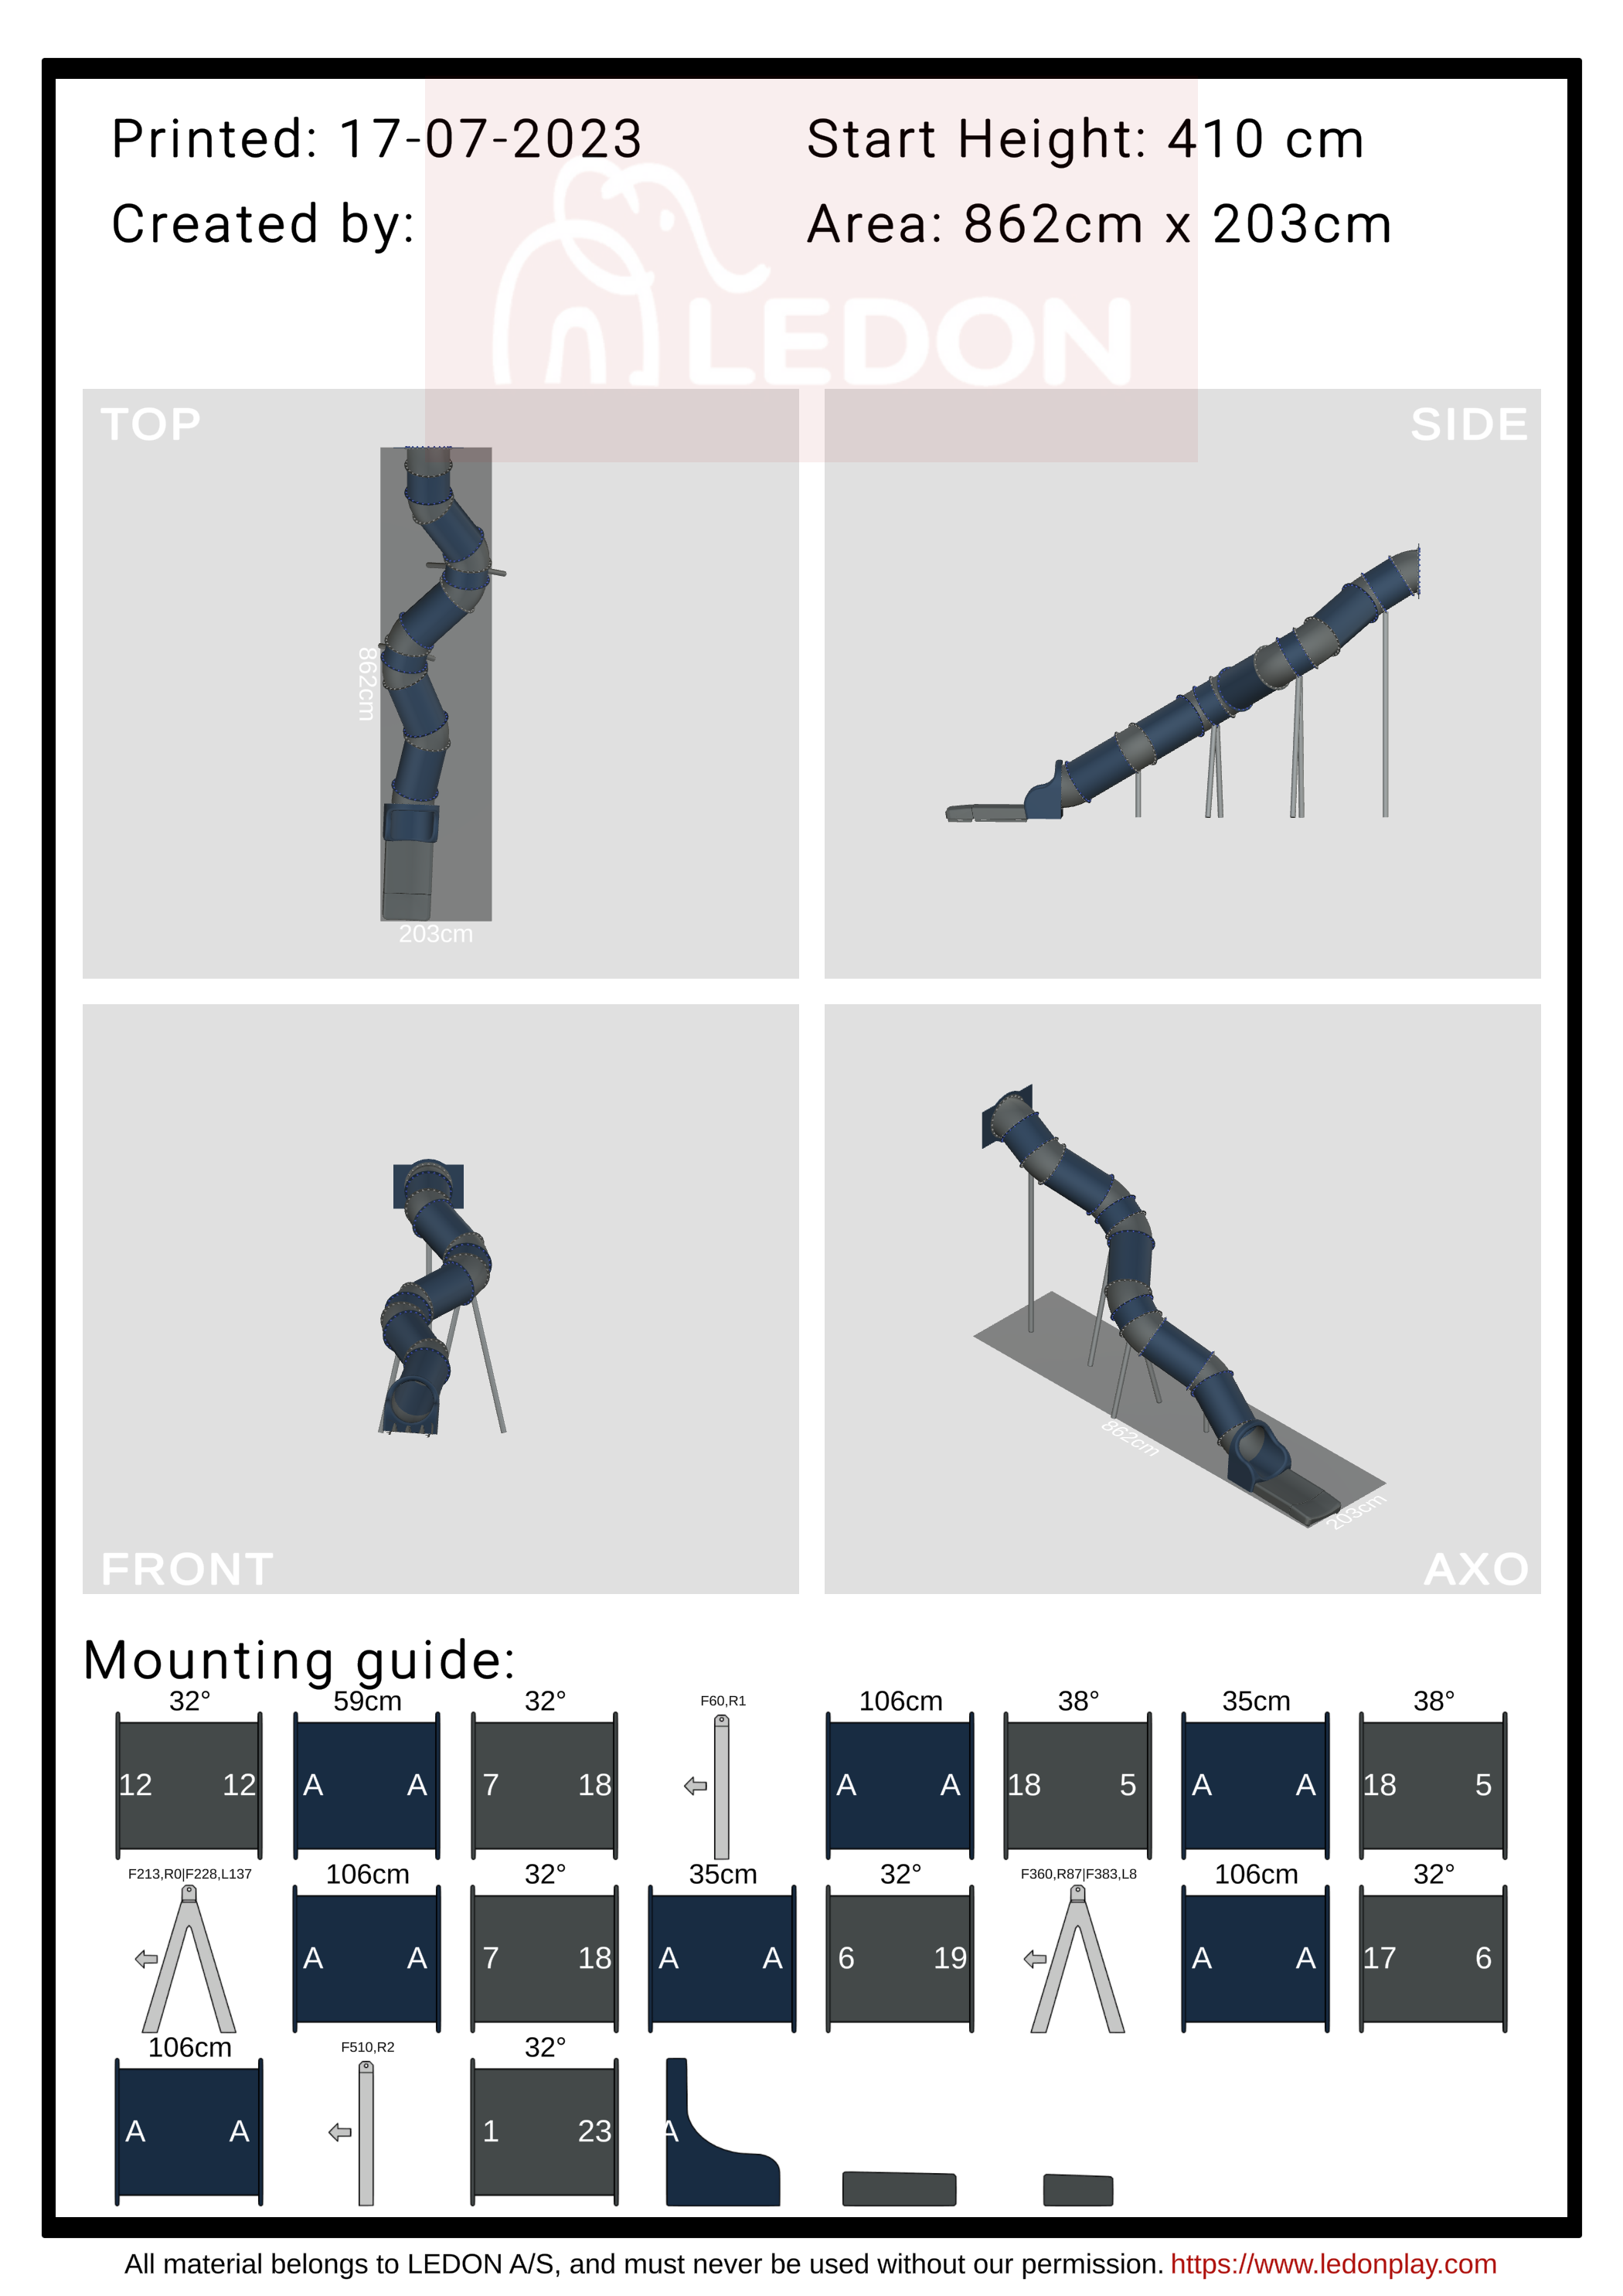 Printed: 17-07-2023
Start Height: 410 cm
Created by:
Area: 862cm x 203cm
LEDON
TOP
862cm
203cm
SIDE
FRONT
AXO
862cm
203cm
Mounting guide:
32° 59cm 32° F60,R1 106cm 38° 35cm 38°
12 12 A A 7 18 A A 18 5 A A 18 5
F213,R0|F228,L137 106cm 32° 35cm 32° F360,R87|F383,L8 106cm 32°
A A 7 18 A A 6 19 A A 17 6
106cm F510,R2 32°
A A 1 23 A
All material belongs to LEDON A/S, and must never be used without our permission. https://www.ledonplay.com